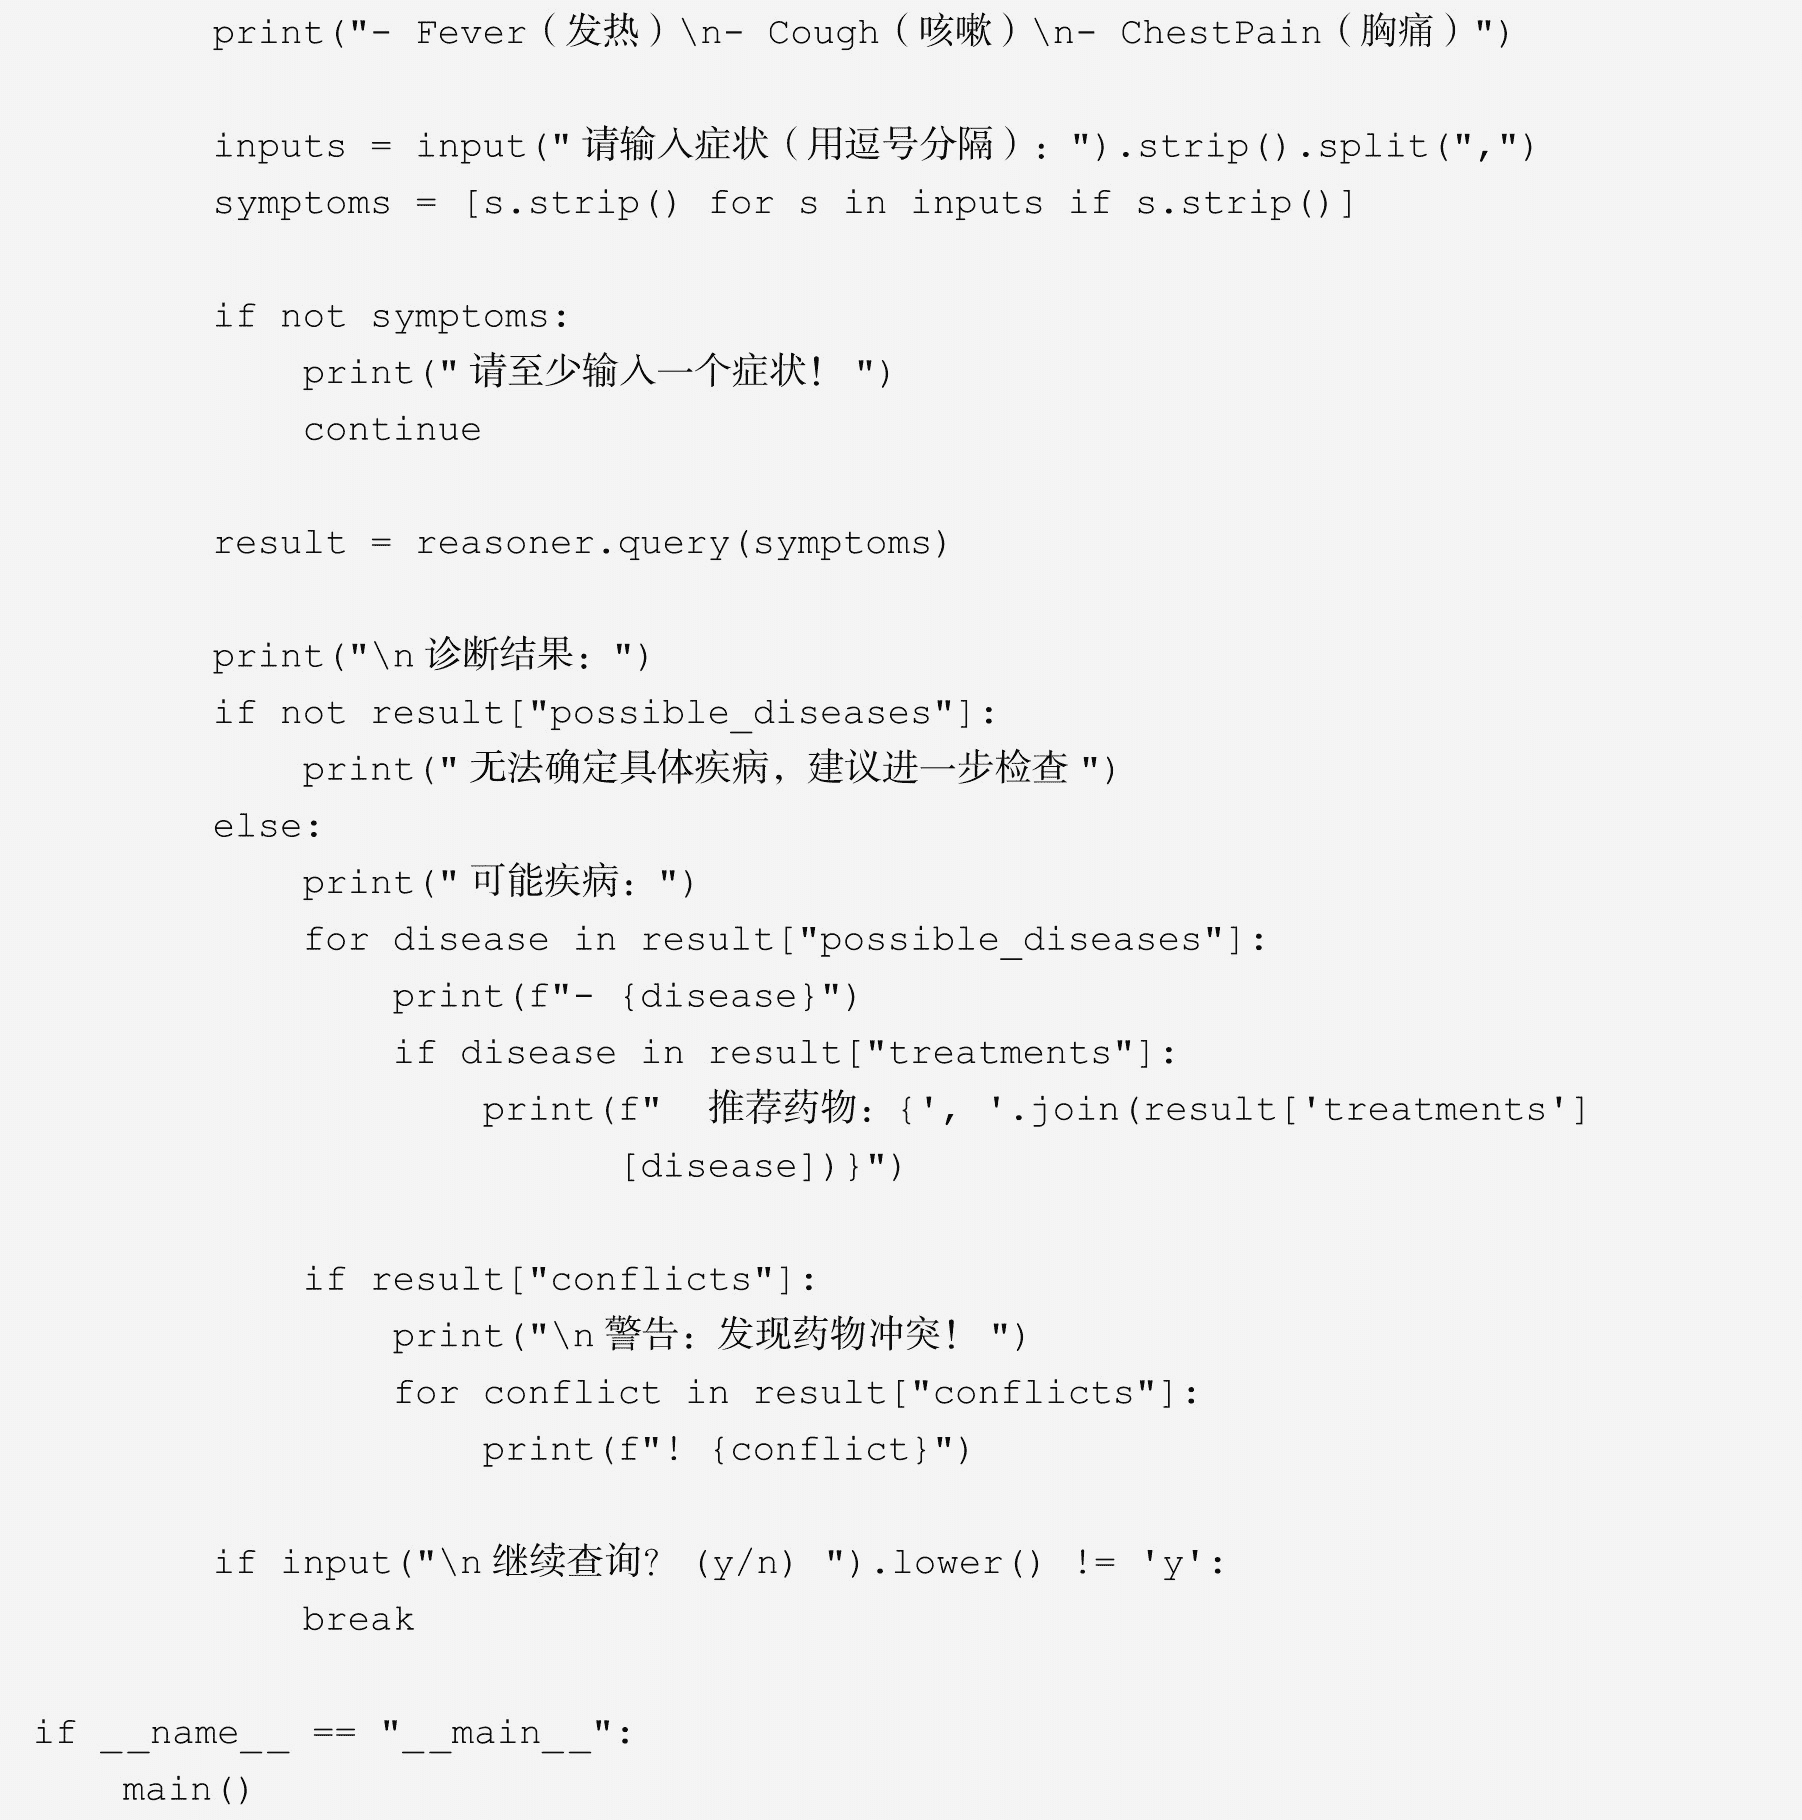 print("- Fever（发热）\n- Cough（咳嗽）\n- ChestPain（胸痛）")
inputs = input("请输入症状（用逗号分隔）：").strip().split(",")
symptoms = [s.strip() for s in inputs if s.strip()]
if not symptoms:
print("请至少输入一个症状！")
continue
result = reasoner.query(symptoms)
print("\n诊断结果：")
if not result["possible_diseases"]:
print("无法确定具体疾病，建议进一步检查")
else:
print("可能疾病：")
for disease in result["possible_diseases"]:
print(f"- {disease}")
if disease in result["treatments"]:
print(f"  推荐药物：{', '.join(result['treatments']
[disease])}")
if result["conflicts"]:
print("\n警告：发现药物冲突！")
for conflict in result["conflicts"]:
print(f"! {conflict}")
if input("\n继续查询？(y/n) ").lower() != 'y':
break
if __name__ == "__main__":
main()